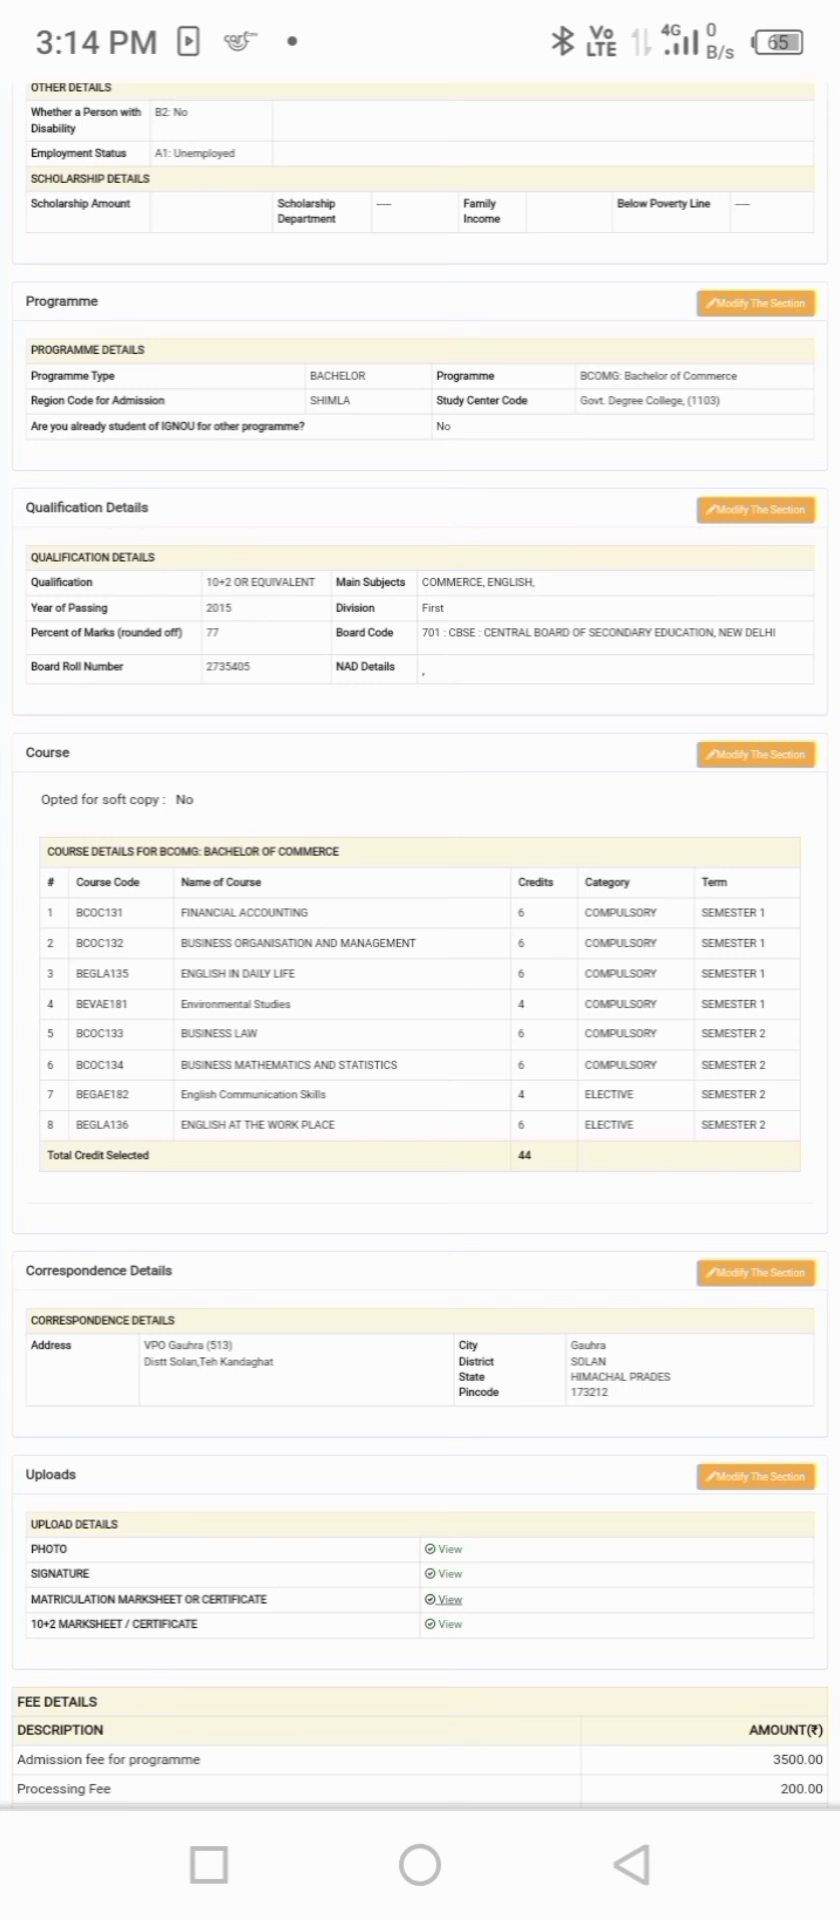 3:14 PM
Vo LTE 4G 0 B/s 65
OTHER DETAILS
Whether a Person with Disability B2: No
Employment Status A1: Unemployed
SCHOLARSHIP DETAILS
Scholarship Amount Scholarship Department ---- Family Income Below Poverty Line ----
Programme Modify The Section
PROGRAMME DETAILS
Programme Type BACHELOR Programme BCOMG: Bachelor of Commerce
Region Code for Admission SHIMLA Study Center Code Govt. Degree College, (1103)
Are you already student of IGNOU for other programme? No
Qualification Details Modify The Section
QUALIFICATION DETAILS
Qualification 10+2 OR EQUIVALENT Main Subjects COMMERCE, ENGLISH,
Year of Passing 2015 Division First
Percent of Marks (rounded off) 77 Board Code 701 : CBSE : CENTRAL BOARD OF SECONDARY EDUCATION, NEW DELHI
Board Roll Number 2735405 NAD Details ,
Course Modify The Section
Opted for soft copy : No
COURSE DETAILS FOR BCOMG: BACHELOR OF COMMERCE
# Course Code Name of Course Credits Category Term
1 BCOC131 FINANCIAL ACCOUNTING 6 COMPULSORY SEMESTER 1
2 BCOC132 BUSINESS ORGANISATION AND MANAGEMENT 6 COMPULSORY SEMESTER 1
3 BEGLA135 ENGLISH IN DAILY LIFE 6 COMPULSORY SEMESTER 1
4 BEVAE181 Environmental Studies 4 COMPULSORY SEMESTER 1
5 BCOC133 BUSINESS LAW 6 COMPULSORY SEMESTER 2
6 BCOC134 BUSINESS MATHEMATICS AND STATISTICS 6 COMPULSORY SEMESTER 2
7 BEGAE182 English Communication Skills 4 ELECTIVE SEMESTER 2
8 BEGLA136 ENGLISH AT THE WORK PLACE 6 ELECTIVE SEMESTER 2
Total Credit Selected 44
Correspondence Details Modify The Section
CORRESPONDENCE DETAILS
Address VPO Gauhra (513) City Gauhra
Distt Solan,Teh Kandaghat District SOLAN
State HIMACHAL PRADES
Pincode 173212
Uploads Modify The Section
UPLOAD DETAILS
PHOTO View
SIGNATURE View
MATRICULATION MARKSHEET OR CERTIFICATE View
10+2 MARKSHEET / CERTIFICATE View
FEE DETAILS
DESCRIPTION AMOUNT(₹)
Admission fee for programme 3500.00
Processing Fee 200.00